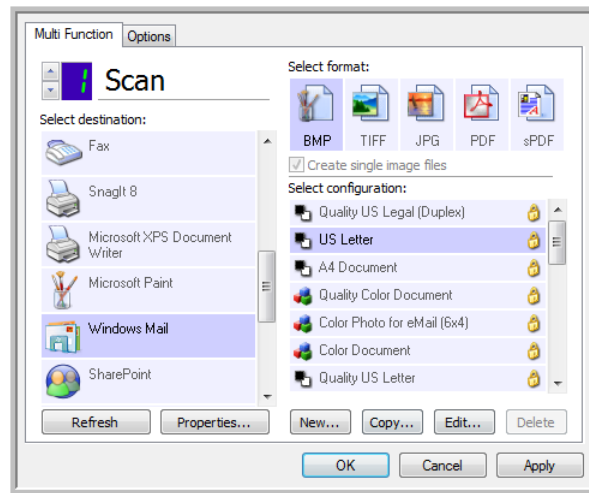 Multi Function
Options
1
Scan
Select destination:
Fax
SnagIt 8
Microsoft XPS Document
Writer
Microsoft Paint
Windows Mail
SharePoint
Refresh
Properties...
Select format:
BMP
TIFF
JPG
PDF
sPDF
Create single image files
Select configuration:
Quality US Legal (Duplex)
US Letter
A4 Document
Quality Color Document
Color Photo for eMail (6x4)
Color Document
Quality US Letter
New...
Copy...
Edit...
Delete
OK
Cancel
Apply